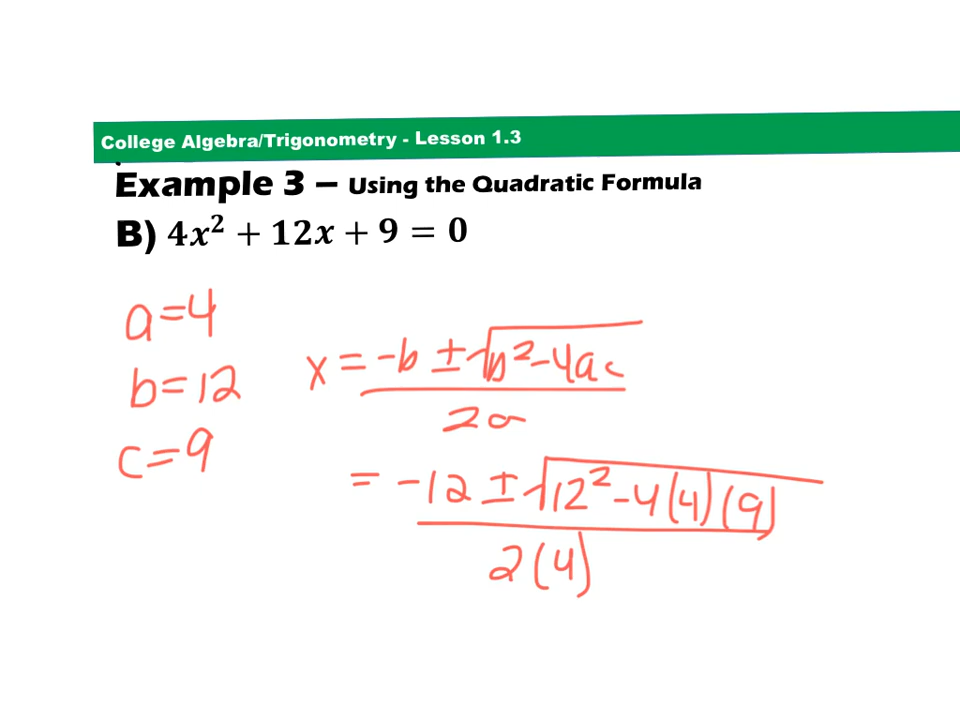 College Algebra/Trigonometry - Lesson 1.3
Example 3 – Using the Quadratic Formula
B) 4x² + 12x + 9 = 0
a=4
b=12
c=9
x = -b ± √b²-4ac
2a
= -12 ± √12²-4(4)(9)
2(4)